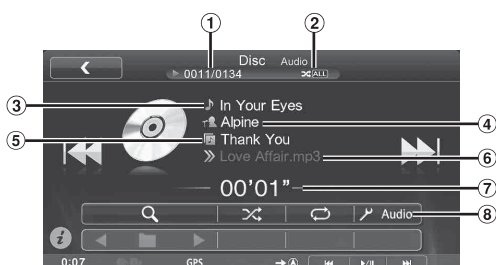 ① ②
Disc Audio
0011/0134 ALL
③ In Your Eyes
Alpine ④
⑤ Thank You
Love Affair.mp3 ⑥
00'01” ⑦
Audio ⑧
i
0:07 GPS A